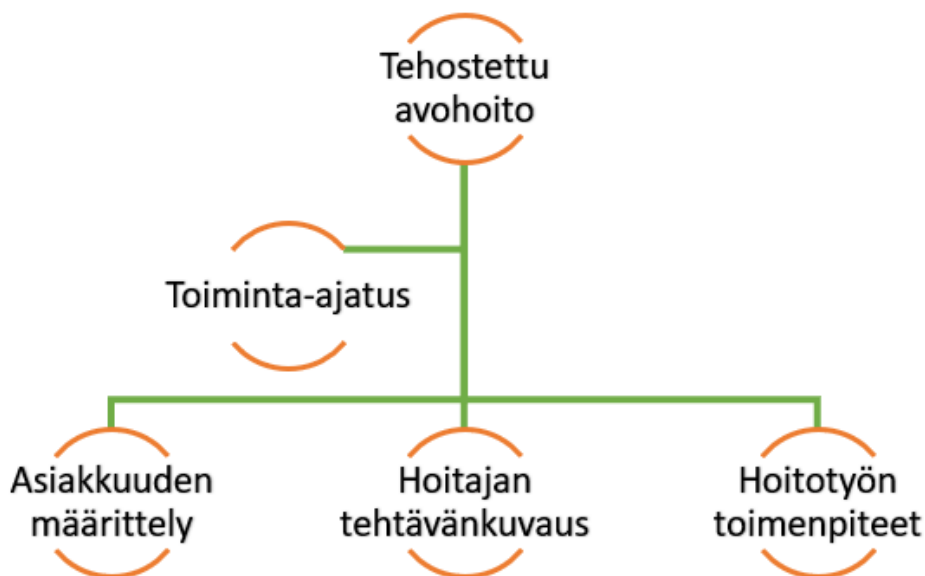 Tehostettu
avohoito
Toiminta-ajatus
Asiakkuuden
määrittely
Hoitajan
tehtävänkuvaus
Hoitotyön
toimenpiteet